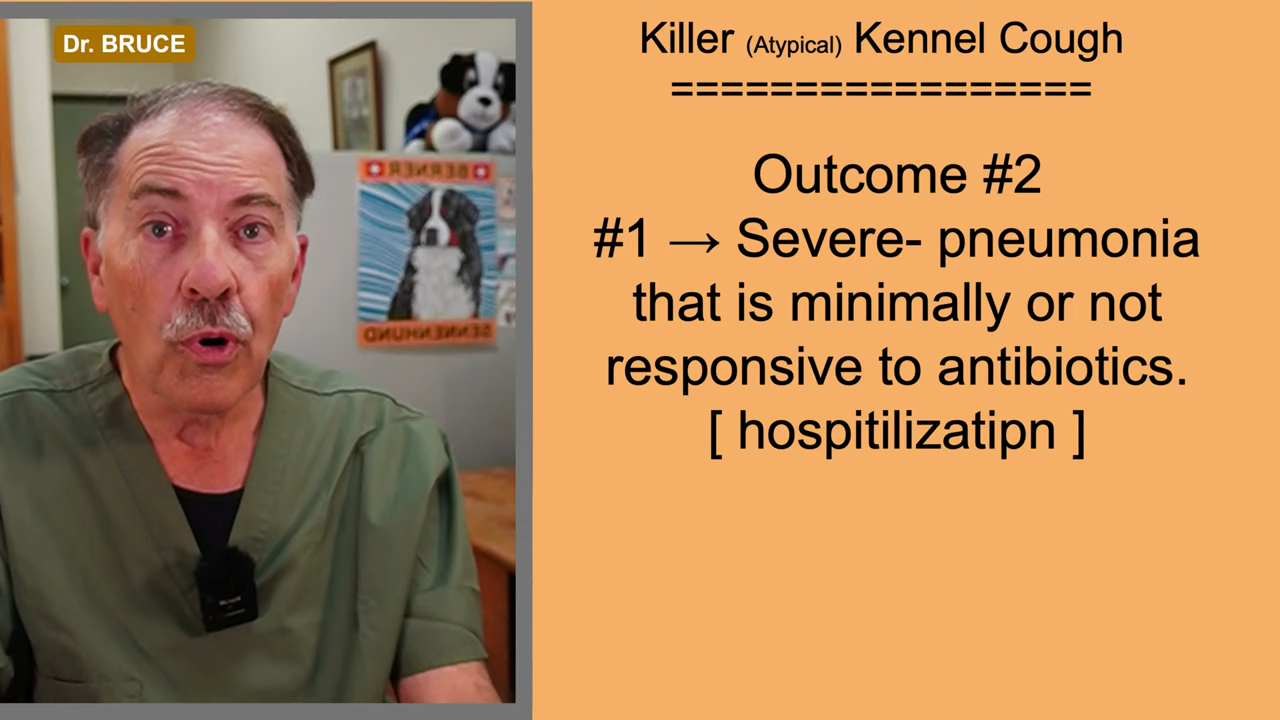 Dr. BRUCE
Killer (Atypical) Kennel Cough
=================
BERNER
SENNENHUND
Outcome #2
#1 → Severe- pneumonia
that is minimally or not
responsive to antibiotics.
[ hospitilizatipn ]